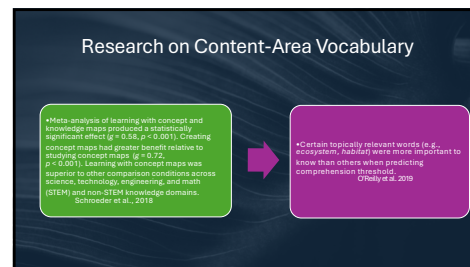 Research on Content-Area Vocabulary
•Meta-analysis of learning with concept and
knowledge maps produced a statistically
significant effect (g = 0.58, p < 0.001). Creating
concept maps had greater benefit relative to
studying concept maps (g = 0.72,
p < 0.001). Learning with concept maps was
superior to other comparison conditions across
science, technology, engineering, and math
(STEM) and non-STEM knowledge domains.
Schroeder et al., 2018
•Certain topically relevant words (e.g.,
ecosystem, habitat) were more important to
know than others when predicting
comprehension threshold.
O'Reilly et al. 2019